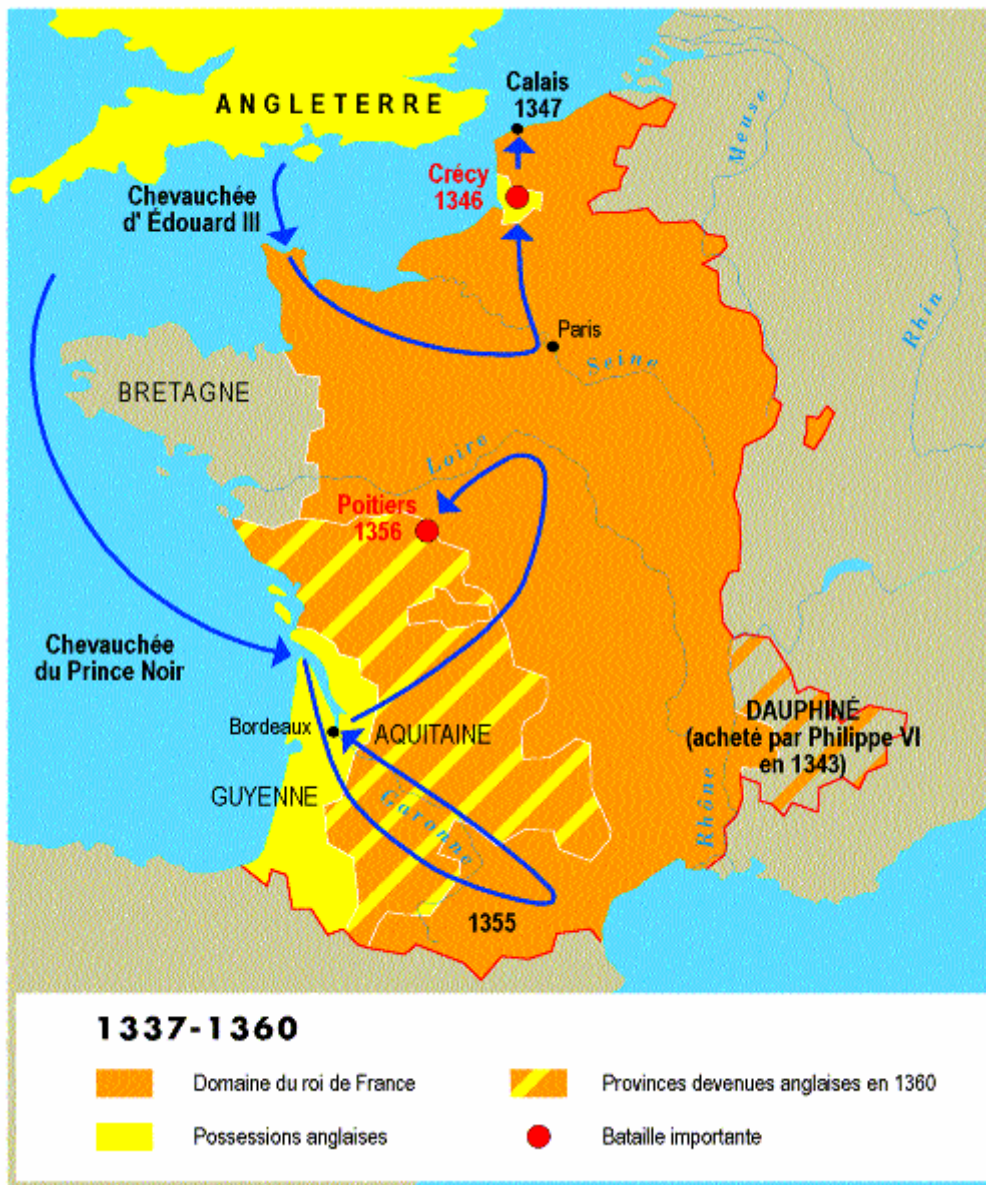 ANGLETERRE
Calais
1347
Meuse
Crécy
1346
Chevauchée
d' Édouard III
Rhin
Paris
Seine
BRETAGNE
Loire
Poitiers
1356
Chevauchée
du Prince Noir
DAUPHINÉ
(acheté par Philippe VI
en 1343)
Bordeaux
AQUITAINE
GUYENNE
Garonne
Rhône
1355
1337-1360
Domaine du roi de France
Provinces devenues anglaises en 1360
Possessions anglaises
Bataille importante